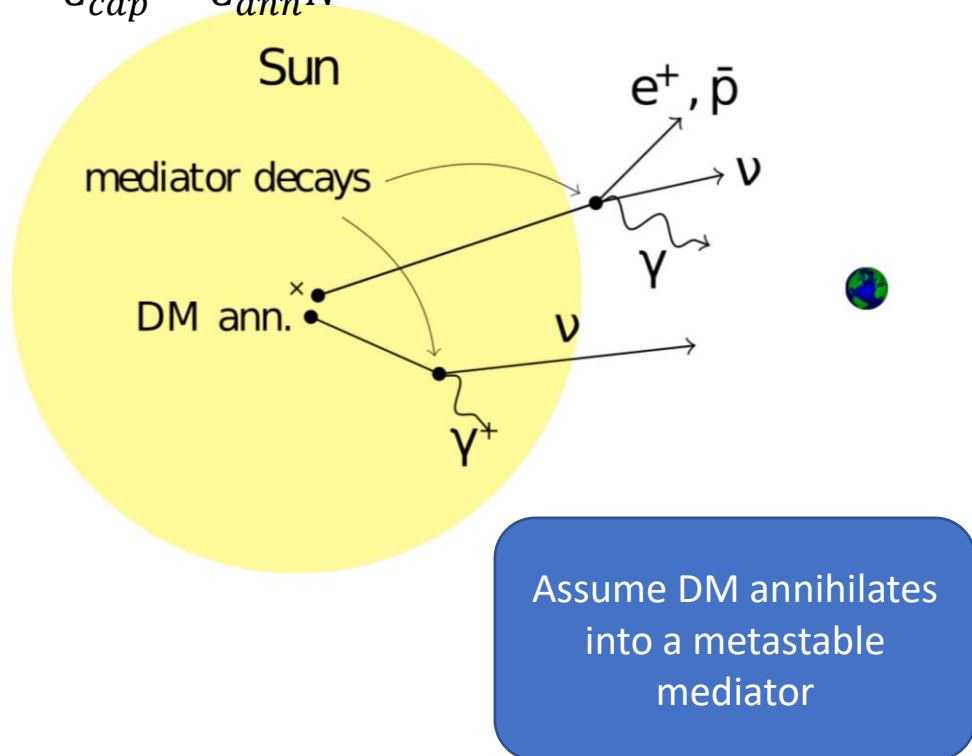 Sun
e⁺, p̄
mediator decays
ν
γ
×
DM ann.
ν
γ⁺
Assume DM annihilates
into a metastable
mediator